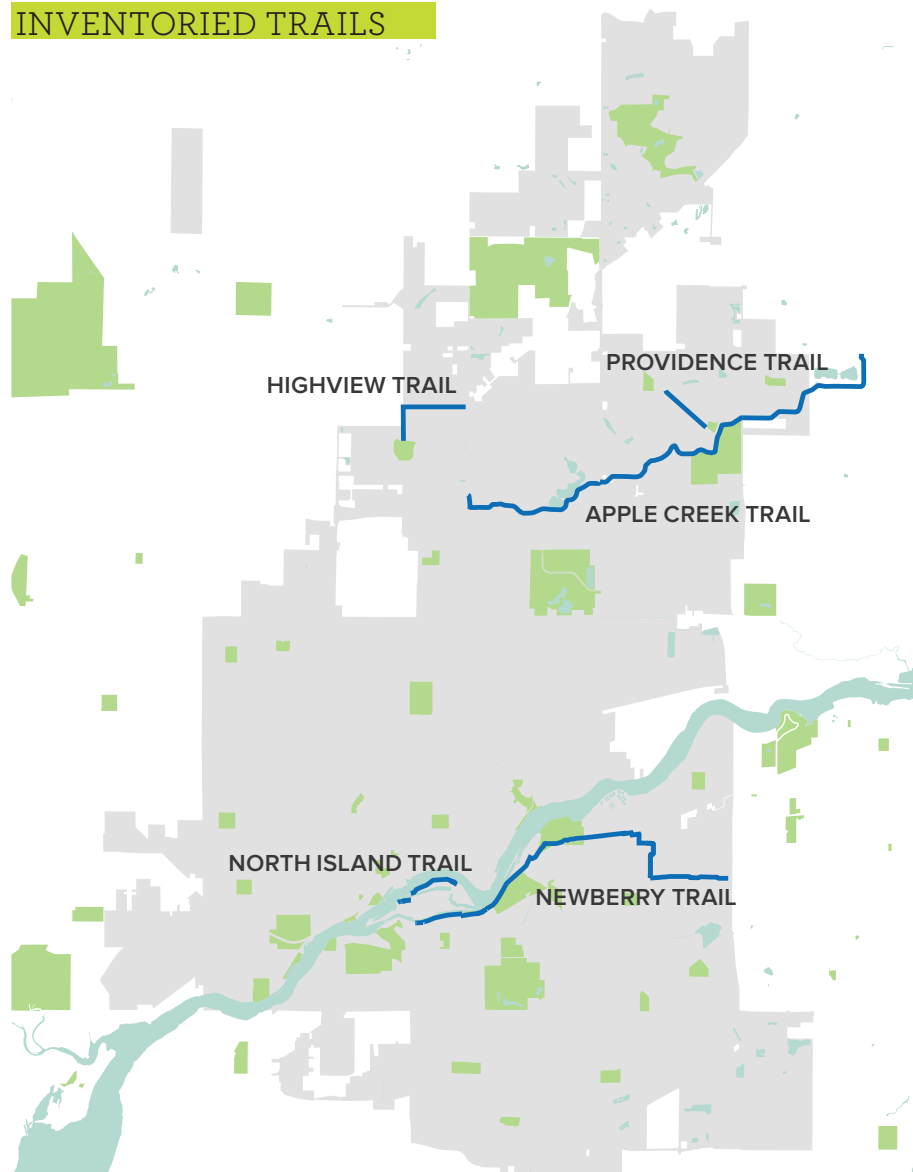 INVENTORIED TRAILS
PROVIDENCE TRAIL
HIGHVIEW TRAIL
APPLE CREEK TRAIL
NORTH ISLAND TRAIL
NEWBERRY TRAIL